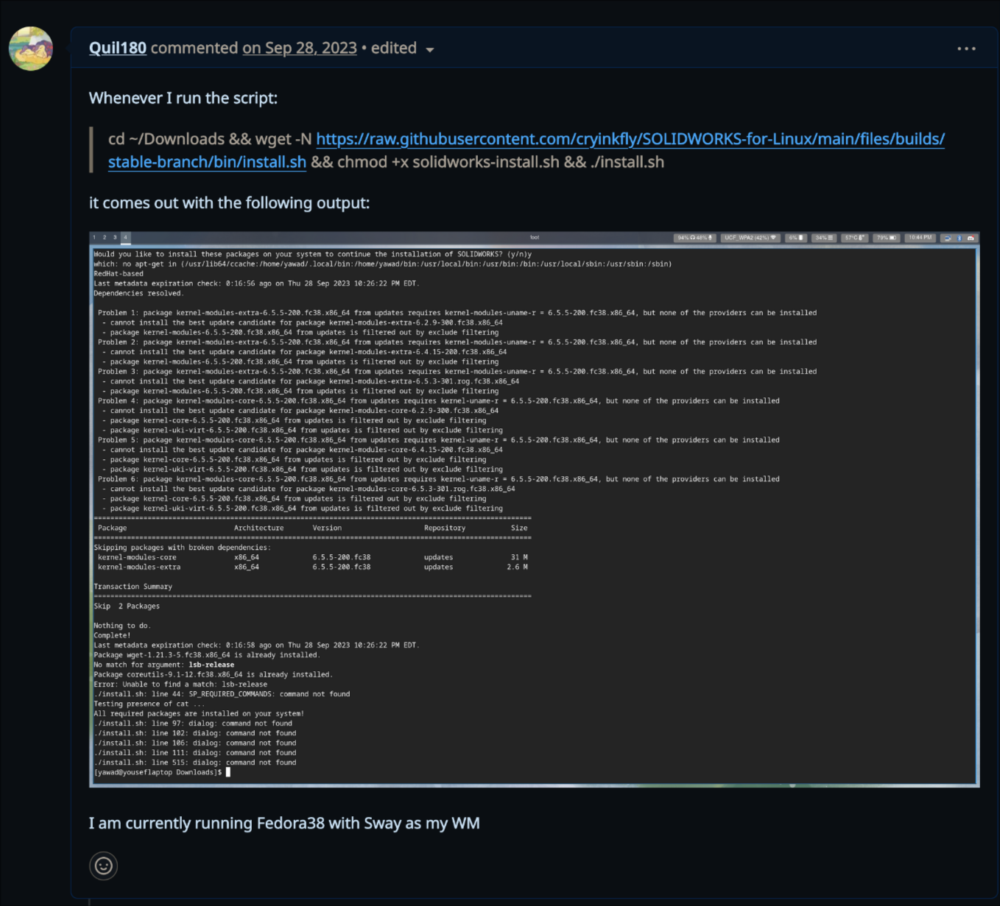 Quil180 commented on Sep 28, 2023 • edited
Whenever I run the script:
cd ~/Downloads && wget -N https://raw.githubusercontent.com/cryinkfly/SOLIDWORKS-for-Linux/main/files/builds/
stable-branch/bin/install.sh && chmod +x solidworks-install.sh && ./install.sh
it comes out with the following output:
1 2 3 4 foot 94% 48% UCF_WPA2 (42%) 6% 34% 57°C 79% 10:44 PM
Would you like to install these packages on your system to continue the installation of SOLIDWORKS? (y/n)y
which: no apt-get in (/usr/lib64/ccache:/home/yawad/.local/bin:/home/yawad/bin:/usr/local/bin:/usr/bin:/bin:/usr/local/sbin:/usr/sbin:/sbin)
RedHat-based
Last metadata expiration check: 0:16:56 ago on Thu 28 Sep 2023 10:26:22 PM EDT.
Dependencies resolved.
Problem 1: package kernel-modules-extra-6.5.5-200.fc38.x86_64 from updates requires kernel-modules-uname-r = 6.5.5-200.fc38.x86_64, but none of the providers can be installed
- cannot install the best update candidate for package kernel-modules-extra-6.2.9-300.fc38.x86_64
- package kernel-modules-6.5.5-200.fc38.x86_64 from updates is filtered out by exclude filtering
Problem 2: package kernel-modules-extra-6.5.5-200.fc38.x86_64 from updates requires kernel-modules-uname-r = 6.5.5-200.fc38.x86_64, but none of the providers can be installed
- cannot install the best update candidate for package kernel-modules-extra-6.4.15-200.fc38.x86_64
- package kernel-modules-6.5.5-200.fc38.x86_64 from updates is filtered out by exclude filtering
Problem 3: package kernel-modules-extra-6.5.5-200.fc38.x86_64 from updates requires kernel-modules-uname-r = 6.5.5-200.fc38.x86_64, but none of the providers can be installed
- cannot install the best update candidate for package kernel-modules-extra-6.5.3-301.rog.fc38.x86_64
- package kernel-modules-6.5.5-200.fc38.x86_64 from updates is filtered out by exclude filtering
Problem 4: package kernel-modules-core-6.5.5-200.fc38.x86_64 from updates requires kernel-uname-r = 6.5.5-200.fc38.x86_64, but none of the providers can be installed
- cannot install the best update candidate for package kernel-modules-core-6.2.9-300.fc38.x86_64
- package kernel-core-6.5.5-200.fc38.x86_64 from updates is filtered out by exclude filtering
- package kernel-uki-virt-6.5.5-200.fc38.x86_64 from updates is filtered out by exclude filtering
Problem 5: package kernel-modules-core-6.5.5-200.fc38.x86_64 from updates requires kernel-uname-r = 6.5.5-200.fc38.x86_64, but none of the providers can be installed
- cannot install the best update candidate for package kernel-modules-core-6.4.15-200.fc38.x86_64
- package kernel-core-6.5.5-200.fc38.x86_64 from updates is filtered out by exclude filtering
- package kernel-uki-virt-6.5.5-200.fc38.x86_64 from updates is filtered out by exclude filtering
Problem 6: package kernel-modules-core-6.5.5-200.fc38.x86_64 from updates requires kernel-uname-r = 6.5.5-200.fc38.x86_64, but none of the providers can be installed
- cannot install the best update candidate for package kernel-modules-core-6.5.3-301.rog.fc38.x86_64
- package kernel-core-6.5.5-200.fc38.x86_64 from updates is filtered out by exclude filtering
- package kernel-uki-virt-6.5.5-200.fc38.x86_64 from updates is filtered out by exclude filtering
Package Architecture Version Repository Size
Skipping packages with broken dependencies:
kernel-modules-core x86_64 6.5.5-200.fc38 updates 31 M
kernel-modules-extra x86_64 6.5.5-200.fc38 updates 2.6 M
Transaction Summary
Skip 2 Packages
Nothing to do.
Complete!
Last metadata expiration check: 0:16:58 ago on Thu 28 Sep 2023 10:26:22 PM EDT.
Package wget-1.21.3-5.fc38.x86_64 is already installed.
No match for argument: lsb-release
Package coreutils-9.1-12.fc38.x86_64 is already installed.
Error: Unable to find a match: lsb-release
./install.sh: line 44: SP_REQUIRED_COMMANDS: command not found
Testing presence of cat ...
All required packages are installed on your system!
./install.sh: line 97: dialog: command not found
./install.sh: line 102: dialog: command not found
./install.sh: line 106: dialog: command not found
./install.sh: line 111: dialog: command not found
./install.sh: line 515: dialog: command not found
[yawad@youseflaptop Downloads]$
I am currently running Fedora38 with Sway as my WM